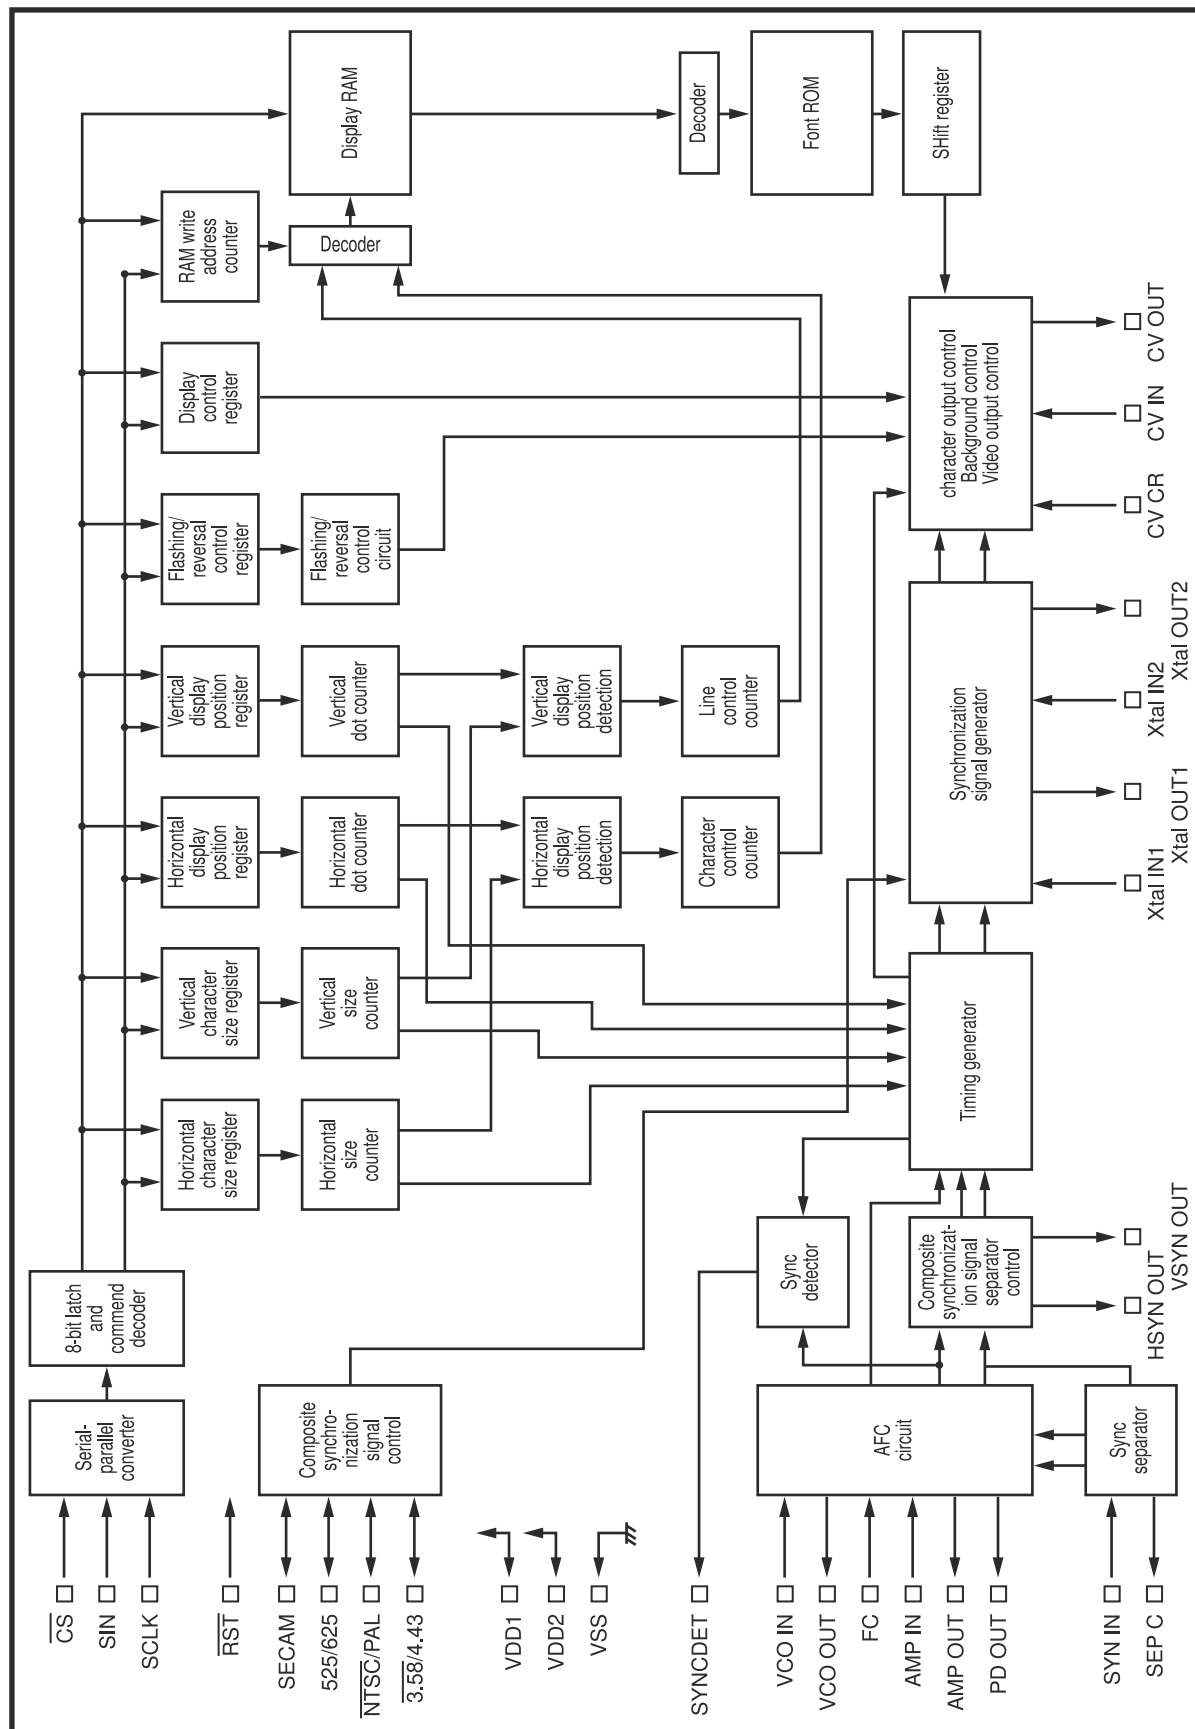 CS
SIN
SCLK
RST
SECAM
525/625
NTSC/PAL
3.58/4.43
VDD1
VDD2
VSS
SYNCDET
VCO IN
VCO OUT
FC
AMP IN
AMP OUT
PD OUT
SYN IN
SEP C
Serial-
parallel
converter
8-bit latch
and
commend
decoder
Composite
synchro-
nization
signal
control
AFC
circuit
Sync
separator
Sync
detector
Composite
synchronizat-
ion signal
separator
control
HSYN OUT
VSYN OUT
Horizontal
character
size register
Horizontal
size
counter
Vertical
character
size register
Vertical
size
counter
Timing generator
Horizontal
display
position
register
Horizontal
dot counter
Horizontal
display
position
detection
Character
control
counter
Vertical
display
position
register
Vertical
dot counter
Vertical
display
position
detection
Line
control
counter
Synchronization
signal generator
Xtal IN1
Xtal OUT1
Xtal IN2
Xtal OUT2
Flashing/
reversal
control
register
Flashing/
reversal
control
circuit
Display
control
register
character output control
Background control
Video output control
CV CR
CV IN
CV OUT
RAM write
address
counter
Decoder
Display RAM
Decoder
Font ROM
SHift register